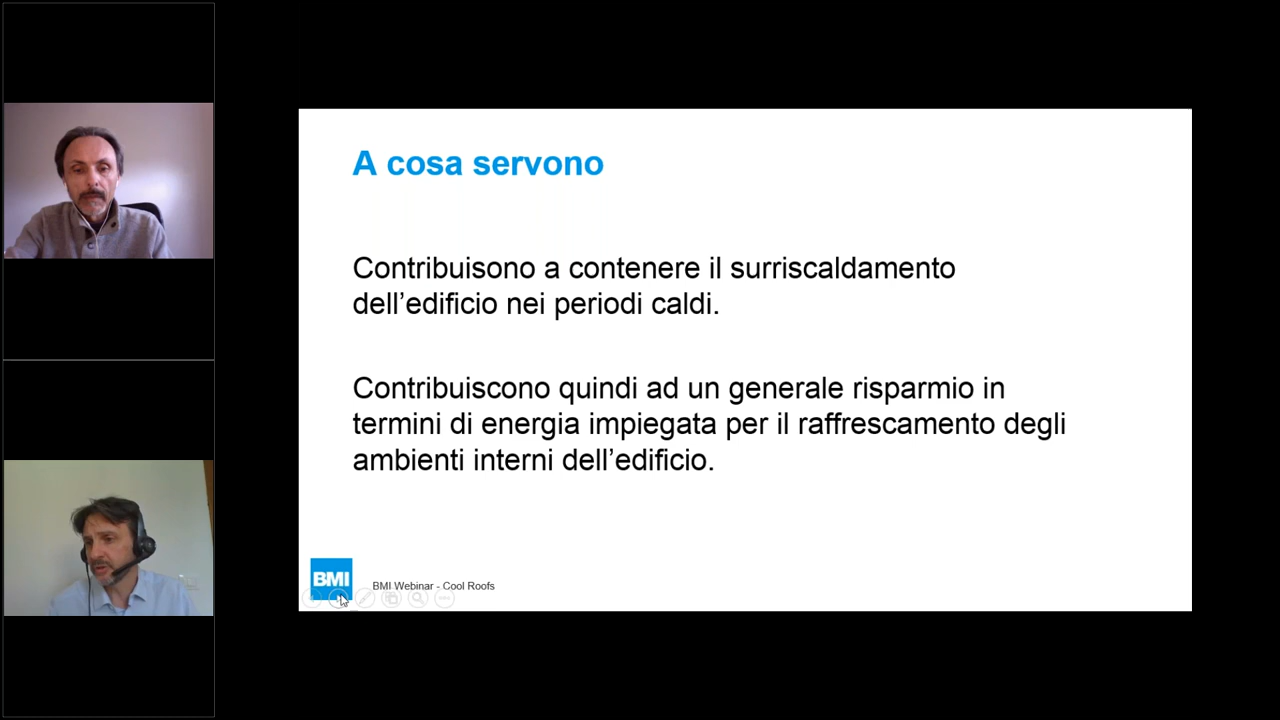 A cosa servono
Contribuisono a contenere il surriscaldamento
dell’edificio nei periodi caldi.
Contribuiscono quindi ad un generale risparmio in
termini di energia impiegata per il raffrescamento degli
ambienti interni dell’edificio.
BMI
BMI Webinar - Cool Roofs